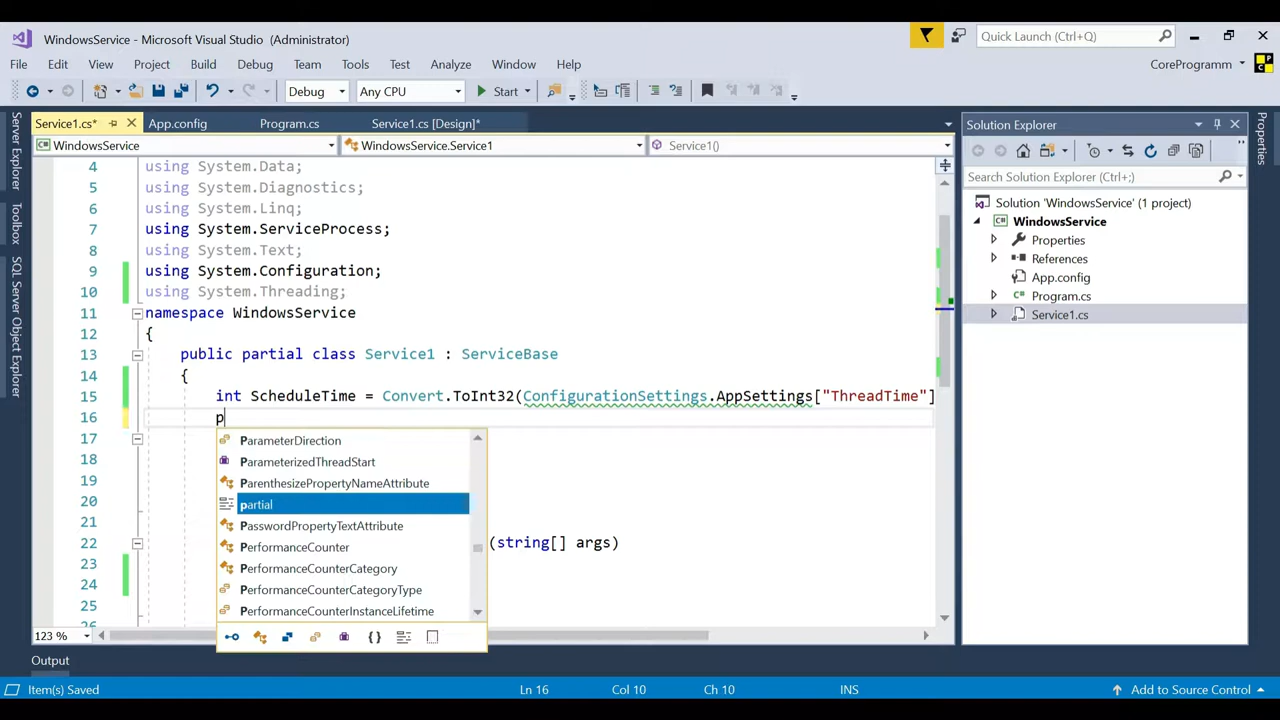 WindowsService - Microsoft Visual Studio (Administrator)
Quick Launch (Ctrl+Q)
File Edit View Project Build Debug Team Tools Test Analyze Window Help
CoreProgramm
CP
Debug Any CPU Start
Service1.cs* App.config Program.cs Service1.cs [Design]*
WindowsService WindowsService.Service1 Service1()
Server Explorer
Toolbox
SQL Server Object Explorer
4 using System.Data;
5 using System.Diagnostics;
6 using System.Linq;
7 using System.ServiceProcess;
8 using System.Text;
9 using System.Configuration;
10 using System.Threading;
11 namespace WindowsService
12 {
13 public partial class Service1 : ServiceBase
14 {
15 int ScheduleTime = Convert.ToInt32(ConfigurationSettings.AppSettings["ThreadTime"]
16 p
17
18
19
20
21
22 (string[] args)
23
24
25
26
ParameterDirection
ParameterizedThreadStart
ParenthesizePropertyNameAttribute
partial
PasswordPropertyTextAttribute
PerformanceCounter
PerformanceCounterCategory
PerformanceCounterCategoryType
PerformanceCounterInstanceLifetime
123 %
Solution Explorer
Search Solution Explorer (Ctrl+;)
Solution 'WindowsService' (1 project)
WindowsService
Properties
References
App.config
Program.cs
Service1.cs
Properties
Output
Item(s) Saved Ln 16 Col 10 Ch 10 INS Add to Source Control